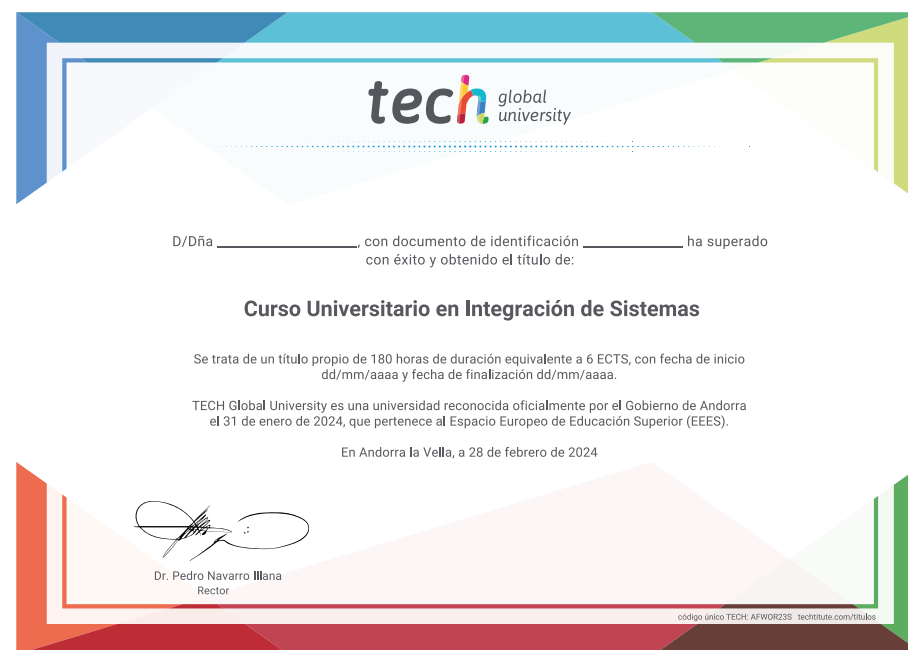 tech global university
D/Dña ____________________, con documento de identificación ______________ ha superado
con éxito y obtenido el título de:
Curso Universitario en Integración de Sistemas
Se trata de un título propio de 180 horas de duración equivalente a 6 ECTS, con fecha de inicio
dd/mm/aaaa y fecha de finalización dd/mm/aaaa.
TECH Global University es una universidad reconocida oficialmente por el Gobierno de Andorra
el 31 de enero de 2024, que pertenece al Espacio Europeo de Educación Superior (EEES).
En Andorra la Vella, a 28 de febrero de 2024
Dr. Pedro Navarro Illana
Rector
código único TECH: AFWOR23S techtitute.com/titulos